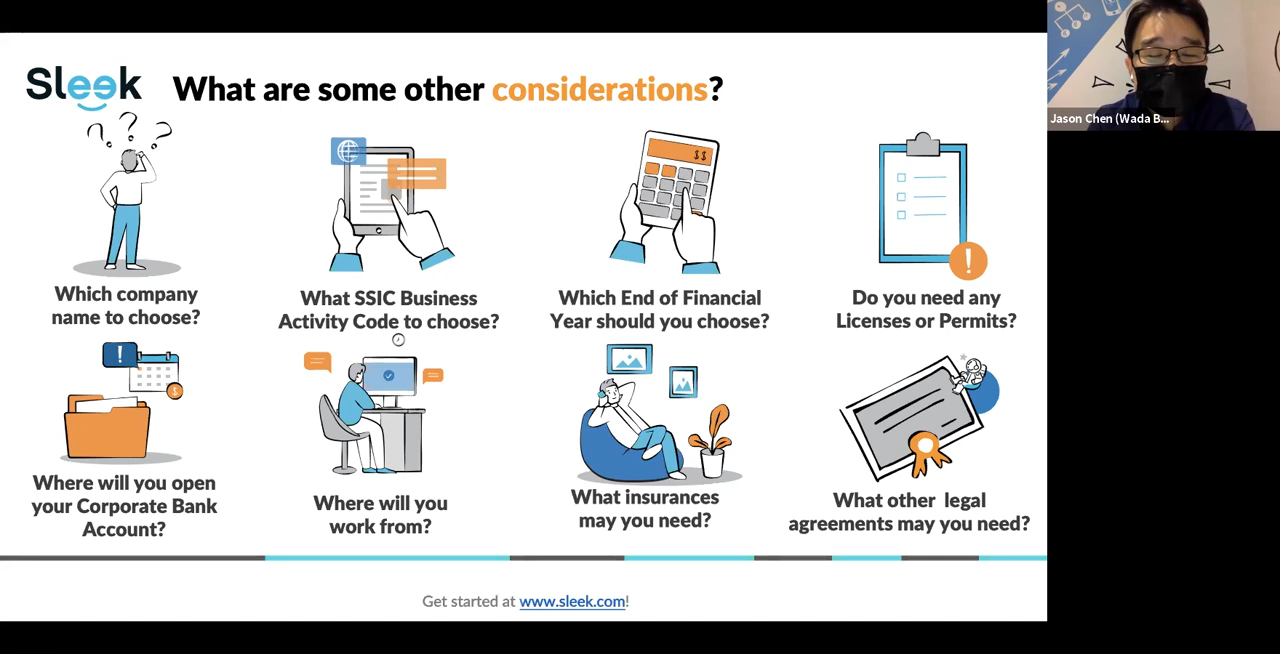 Sleek
What are some other considerations?
Jason Chen (Wada B...
$$
Which company
name to choose?
What SSIC Business
Activity Code to choose?
Which End of Financial
Year should you choose?
Do you need any
Licenses or Permits?
Where will you open
your Corporate Bank
Account?
Where will you
work from?
What insurances
may you need?
What other legal
agreements may you need?
Get started at www.sleek.com!